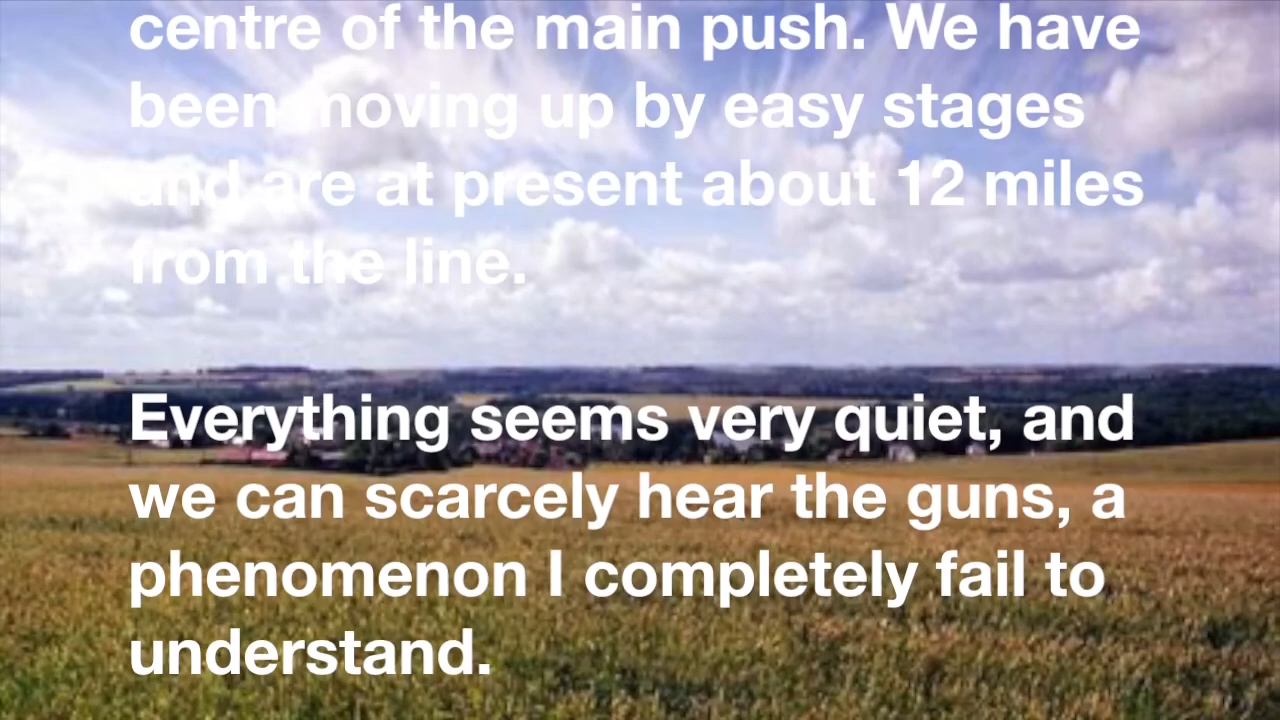 centre of the main push. We have
been moving up by easy stages
and are at present about 12 miles
from the line.
Everything seems very quiet, and
we can scarcely hear the guns, a
phenomenon I completely fail to
understand.